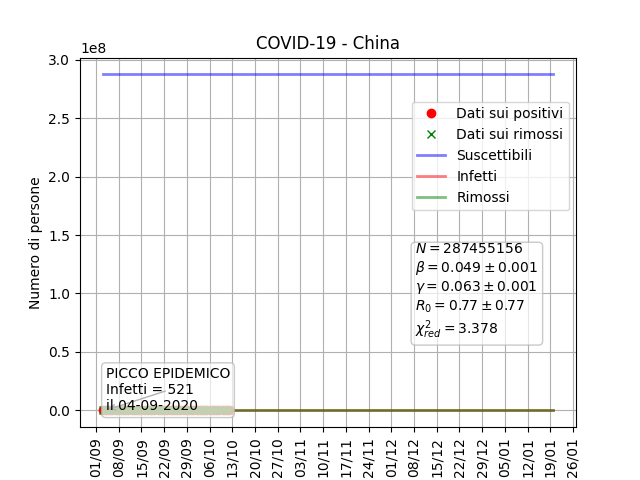 COVID-19 - China
1e8
3.0
2.5
2.0
1.5
1.0
0.5
0.0
Numero di persone
Dati sui positivi
Dati sui rimossi
Suscettibili
Infetti
Rimossi
N = 287455156
β = 0.049 ± 0.001
γ = 0.063 ± 0.001
R₀ = 0.77 ± 0.77
χ²red = 3.378
PICCO EPIDEMICO
Infetti = 521
il 04-09-2020
01/09 08/09 15/09 22/09 29/09 06/10 13/10 20/10 27/10 03/11 10/11 17/11 24/11 01/12 08/12 15/12 22/12 29/12 05/01 12/01 19/01 26/01